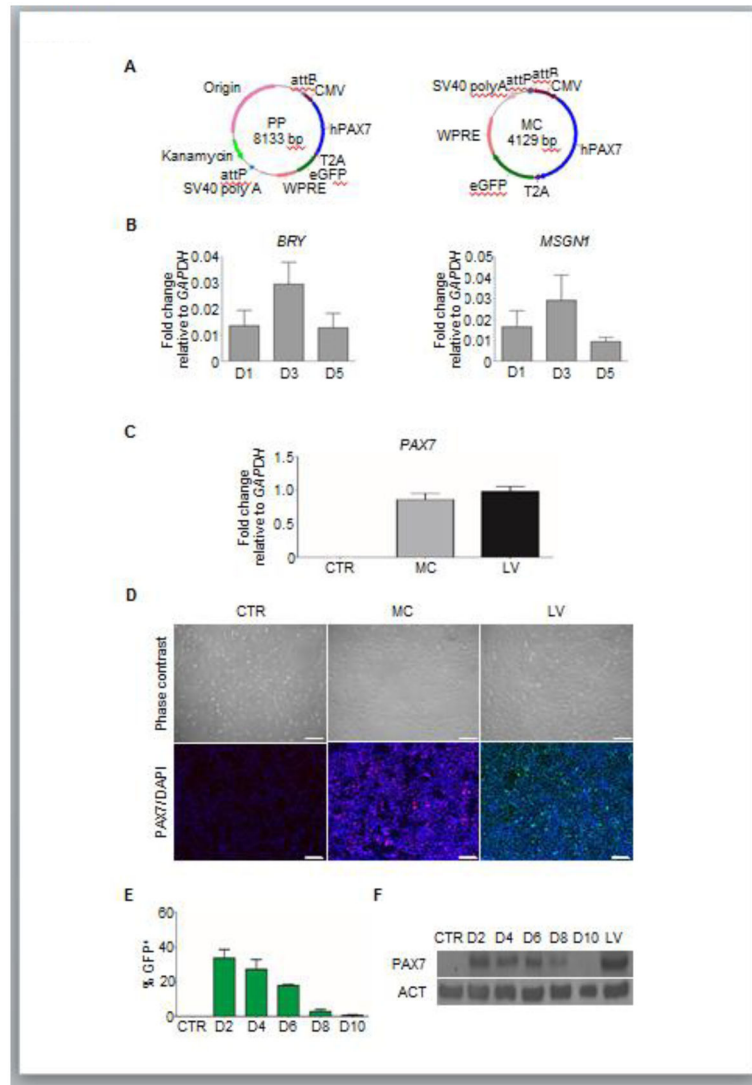 A
attB
CMV
Origin
PP
8133 bp
hPAX7
Kanamycin
T2A
attP
eGFP
SV40 poly A
WPRE
attP
attB
SV40 polyA
CMV
WPRE
MC
4129 bp
hPAX7
eGFP
T2A
B
BRY
Fold change
relative to GAPDH
0.04
0.03
0.02
0.01
0
D1 D3 D5
MSGN1
Fold change
relative to GAPDH
0.05
0.04
0.03
0.02
0.01
0
D1 D3 D5
C
PAX7
Fold change
relative to GAPDH
1.5
1.0
0.5
0
CTR MC LV
D
CTR MC LV
Phase contrast
PAX7/DAPI
E
% GFP+
60
40
20
0
CTR D2 D4 D6 D8 D10
F
CTR D2 D4 D6 D8 D10 LV
PAX7
ACT